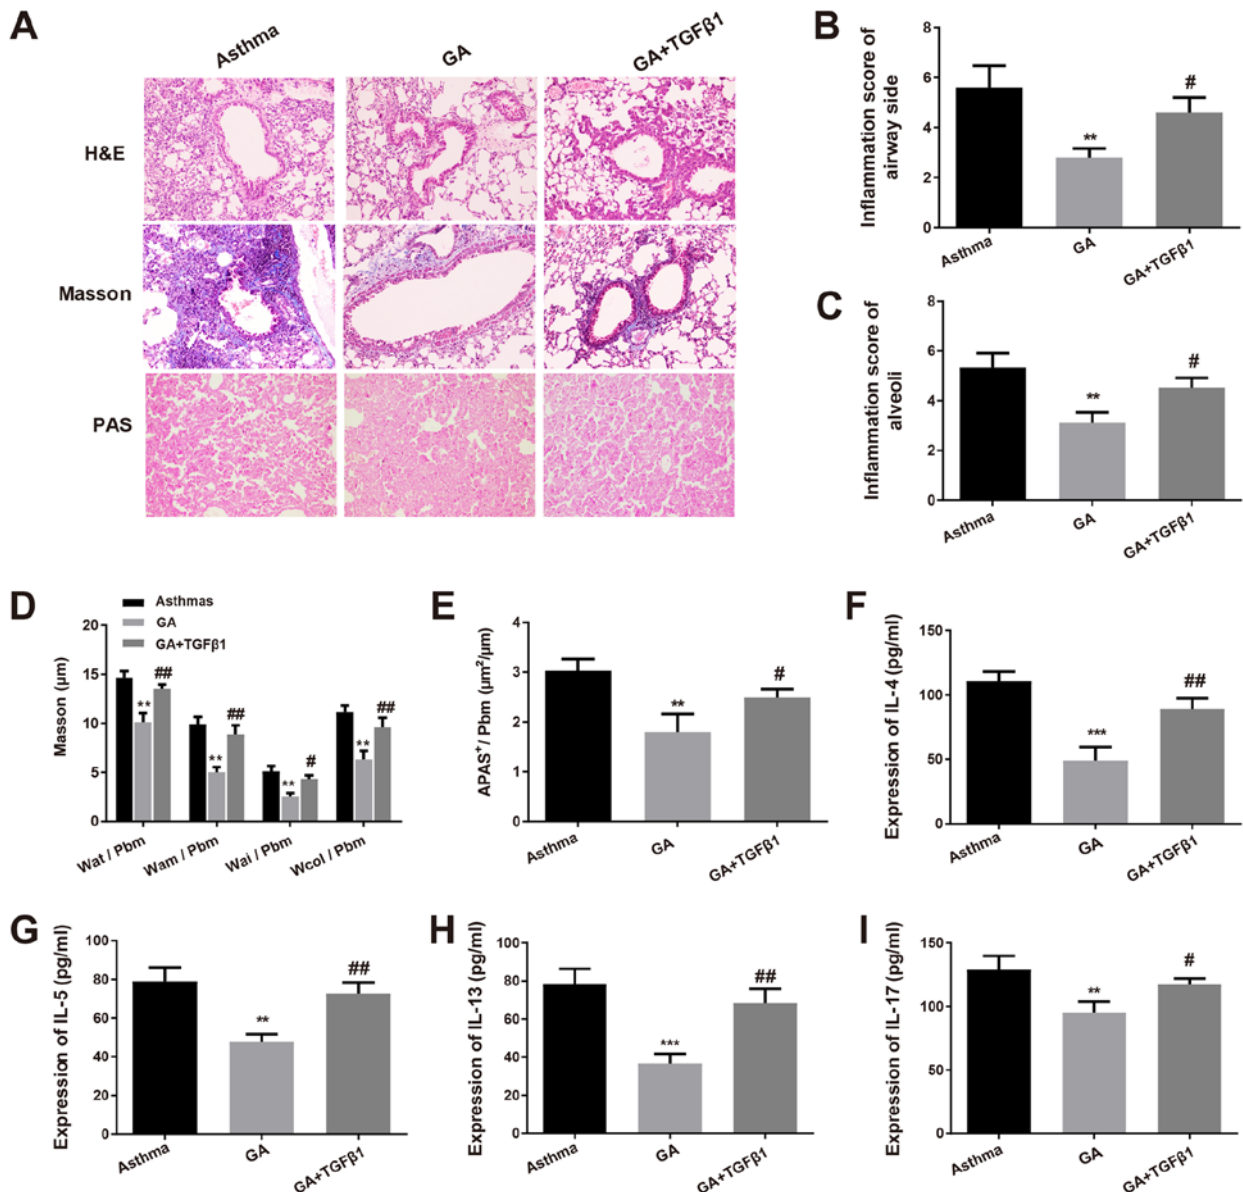 A
Asthma
GA
GA+TGFβ1
H&E
Masson
PAS
B
Inflammation score of
airway side
8
6
4
2
0
**
#
Asthma
GA
GA+TGFβ1
C
Inflammation score of
alveoli
8
6
4
2
0
**
#
Asthma
GA
GA+TGFβ1
D
Asthmas
GA
GA+TGFβ1
Masson (μm)
20
15
10
5
0
**
##
**
##
**
#
**
##
Wat / Pbm
Wam / Pbm
Wai / Pbm
Wcol / Pbm
E
APAS⁺/ Pbm (μm²/μm)
4
3
2
1
0
**
#
Asthma
GA
GA+TGFβ1
F
Expression of IL-4 (pg/ml)
150
100
50
0
***
##
Asthma
GA
GA+TGFβ1
G
Expression of IL-5 (pg/ml)
100
80
60
40
20
0
**
##
Asthma
GA
GA+TGFβ1
H
Expression of IL-13 (pg/ml)
100
80
60
40
20
0
***
##
Asthma
GA
GA+TGFβ1
I
Expression of IL-17 (pg/ml)
150
100
50
0
**
#
Asthma
GA
GA+TGFβ1